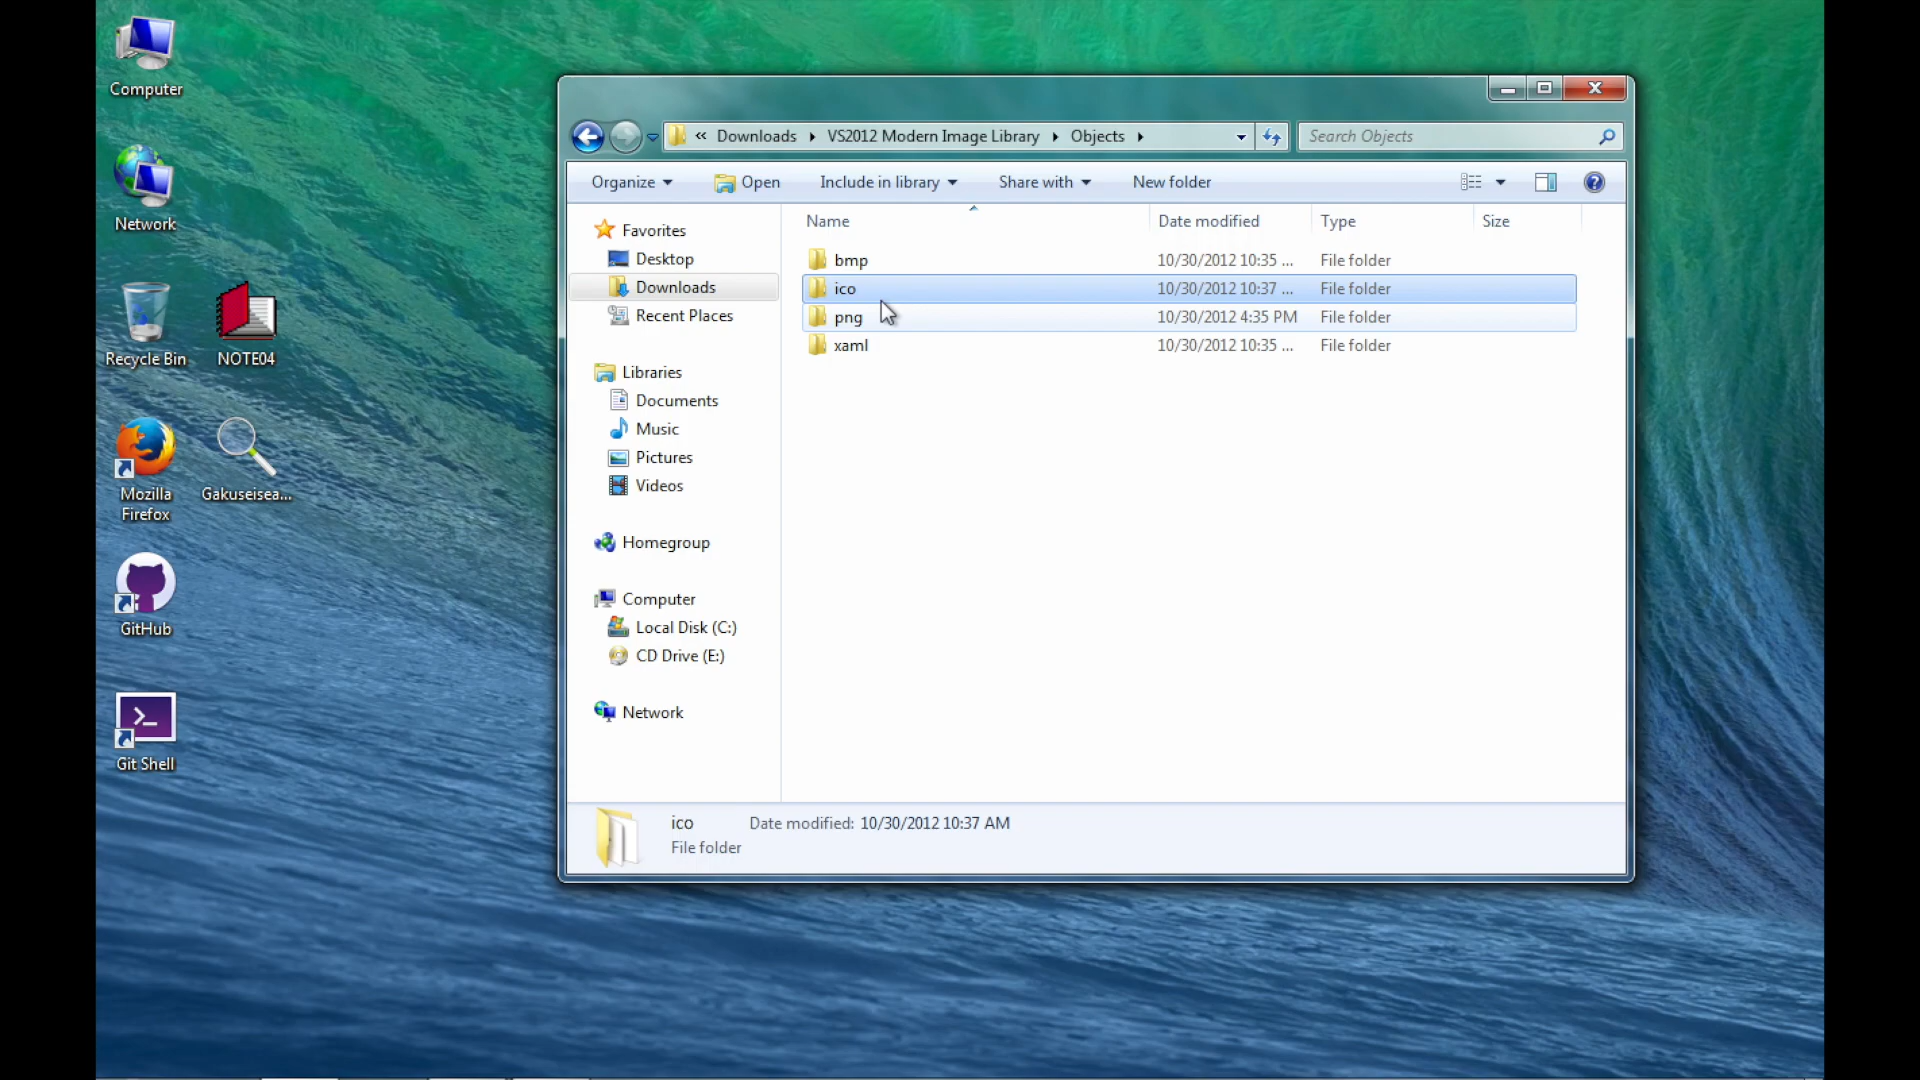 Computer
Network
Recycle Bin
NOTE04
Mozilla
Firefox
Gakuseisea...
GitHub
Git Shell
« Downloads VS2012 Modern Image Library Objects
Search Objects
Organize Open Include in library Share with New folder
Name Date modified Type Size
bmp 10/30/2012 10:35 ... File folder
ico 10/30/2012 10:37 ... File folder
png 10/30/2012 4:35 PM File folder
xaml 10/30/2012 10:35 ... File folder
Favorites
Desktop
Downloads
Recent Places
Libraries
Documents
Music
Pictures
Videos
Homegroup
Computer
Local Disk (C:)
CD Drive (E:)
Network
ico Date modified: 10/30/2012 10:37 AM
File folder